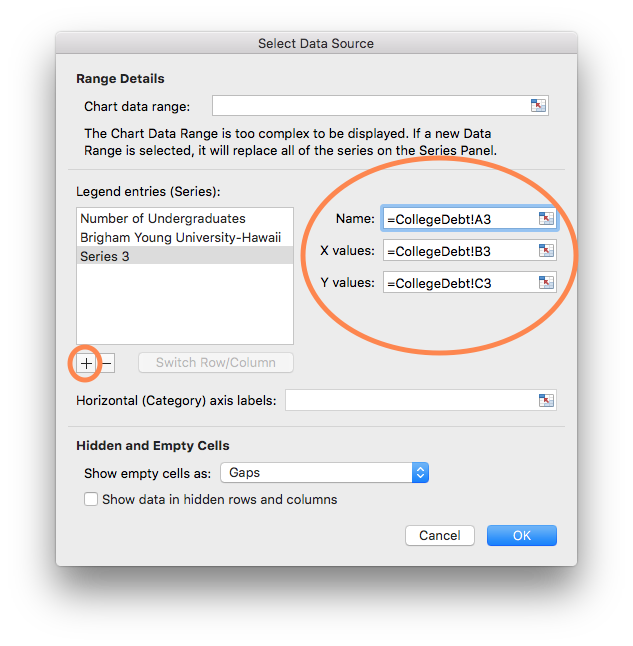 Select Data Source
Range Details
Chart data range:
The Chart Data Range is too complex to be displayed. If a new Data
Range is selected, it will replace all of the series on the Series Panel.
Legend entries (Series):
Number of Undergraduates
Brigham Young University-Hawaii
Series 3
Name: =CollegeDebt!A3
X values: =CollegeDebt!B3
Y values: =CollegeDebt!C3
+ −
Switch Row/Column
Horizontal (Category) axis labels:
Hidden and Empty Cells
Show empty cells as: Gaps
Show data in hidden rows and columns
Cancel OK